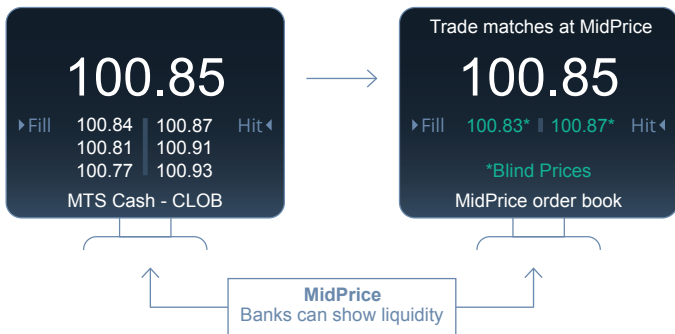 100.85
Fill 100.84 100.87 Hit
100.81 100.91
100.77 100.93
MTS Cash - CLOB
Trade matches at MidPrice
100.85
Fill 100.83* 100.87* Hit
*Blind Prices
MidPrice order book
MidPrice
Banks can show liquidity